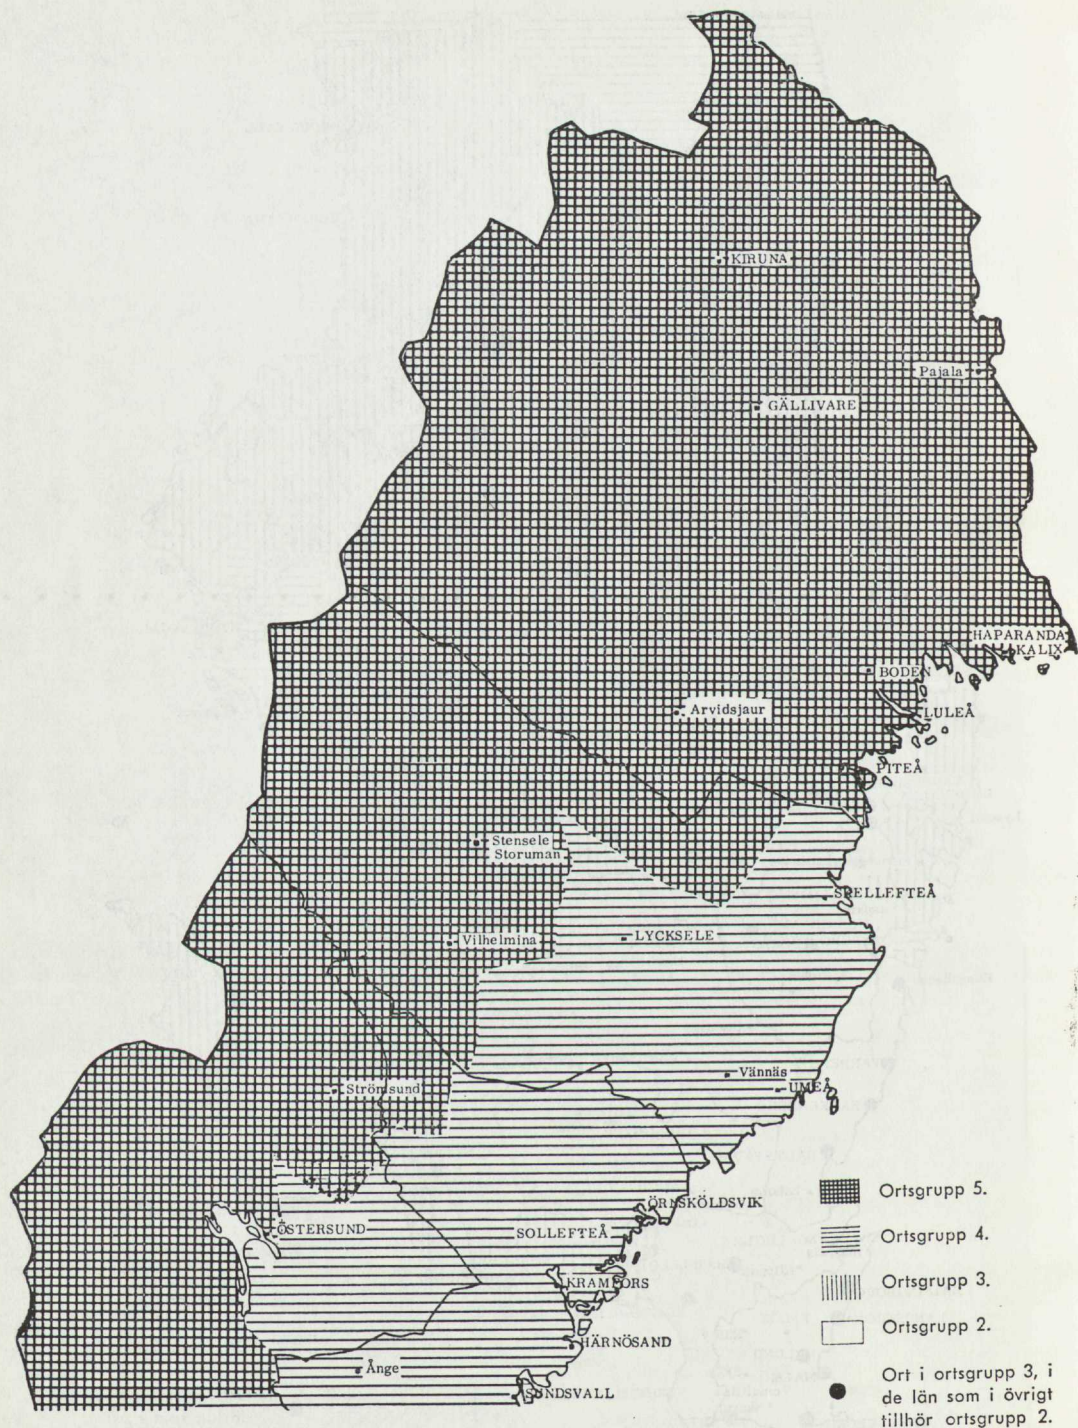 KIRUNA
Pajala
GÄLLIVARE
HAPARANDA
KALIX
BODEN
Arvidsjaur
LULEÅ
PITEÅ
Stensele
Storuman
SKELLEFTEÅ
LYCKSELE
Vilhelmina
Vännäs
UMEÅ
Strömsund
ÖRNSKÖLDSVIK
ÖSTERSUND
SOLLEFTEÅ
KRAMFORS
HÄRNÖSAND
Ånge
SUNDSVALL
Ortsgrupp 5.
Ortsgrupp 4.
Ortsgrupp 3.
Ortsgrupp 2.
Ort i ortsgrupp 3, i
de län som i övrigt
tillhör ortsgrupp 2.